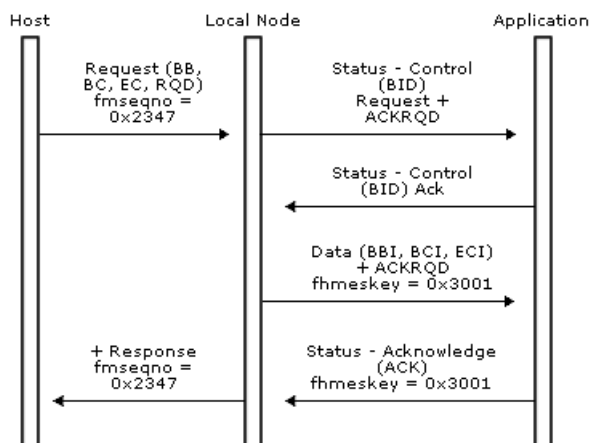 Host
Local Node
Application
Request (BB,
BC, EC, RQD)
fmseqno =
0x2347
Status - Control
(BID)
Request +
ACKRQD
Status - Control
(BID) Ack
Data (BBI, BCI, ECI)
+ ACKRQD
fhmeskey = 0x3001
+ Response
fmseqno =
0x2347
Status - Acknowledge
(ACK)
fhmeskey = 0x3001